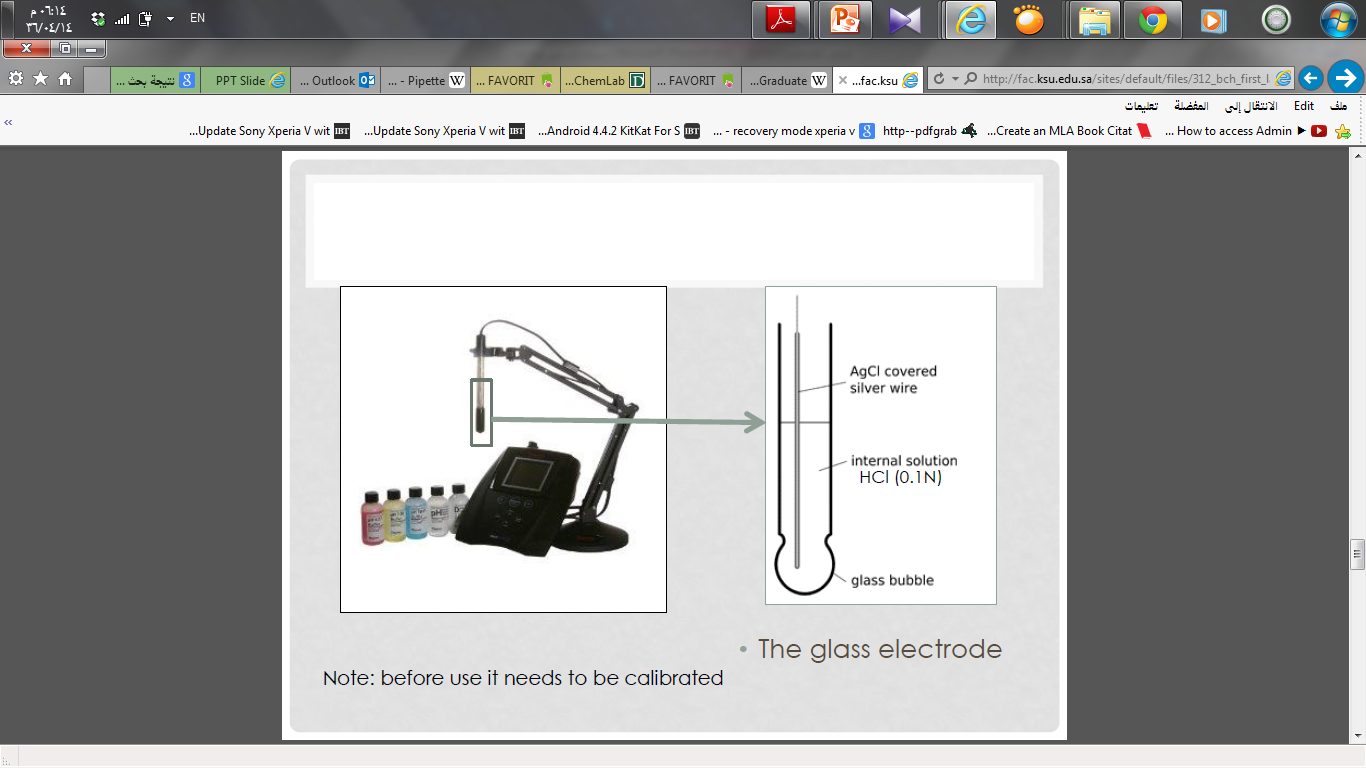 ٠٦:١٤ م
٣٦/٠٤/١٤
EN
نتيجة بحث ...
PPT Slide
Outlook ...
Pipette - ...
FAVORIT ...
ChemLab...
FAVORIT ...
Graduate...
fac.ksu...
http://fac.ksu.edu.sa/sites/default/files/312_bch_first_l
ملف
Edit
الانتقال إلى
المفضلة
تعليمات
...Update Sony Xperia V wit
IBT
...Update Sony Xperia V wit
IBT
...Android 4.4.2 KitKat For S
IBT
... - recovery mode xperia v
http--pdfgrab
...Create an MLA Book Citat
... How to access Admin
AgCl covered
silver wire
internal solution
HCl (0.1N)
glass bubble
pH
• The glass electrode
Note: before use it needs to be calibrated